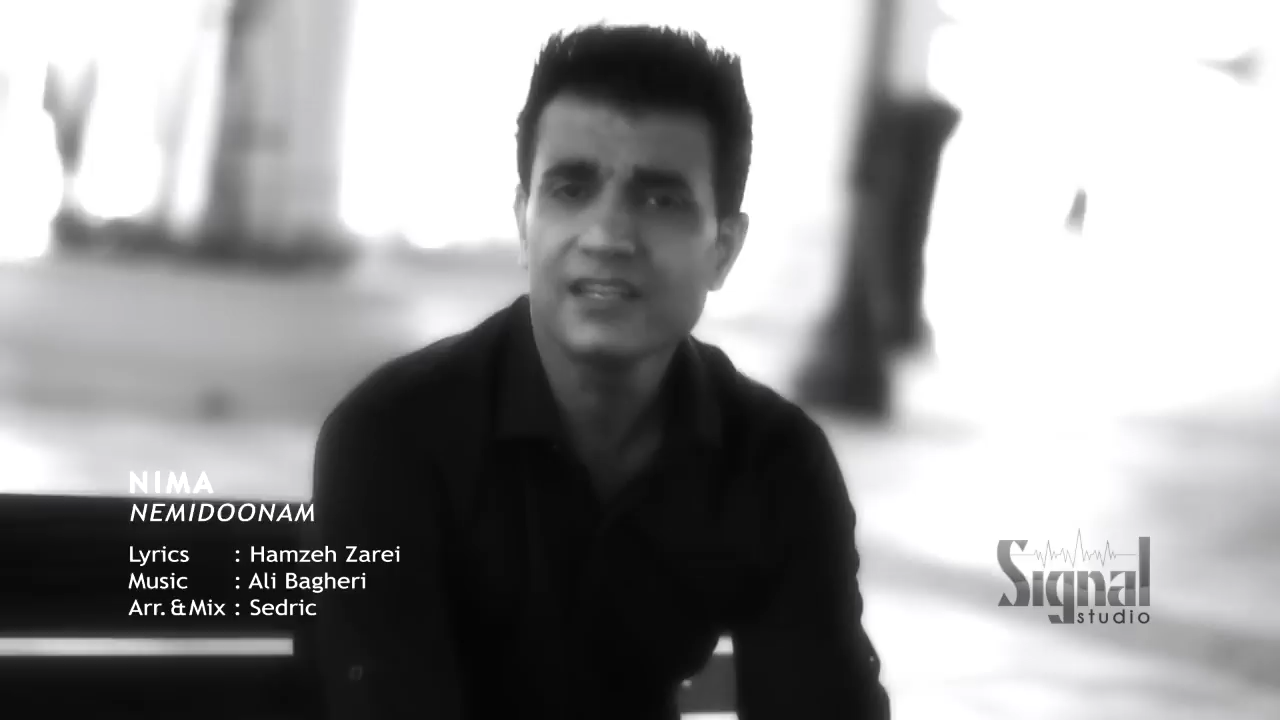 NIMA
NEMIDOONAM
Lyrics : Hamzeh Zarei
Music : Ali Bagheri
Arr. & Mix : Sedric
Signal
studio